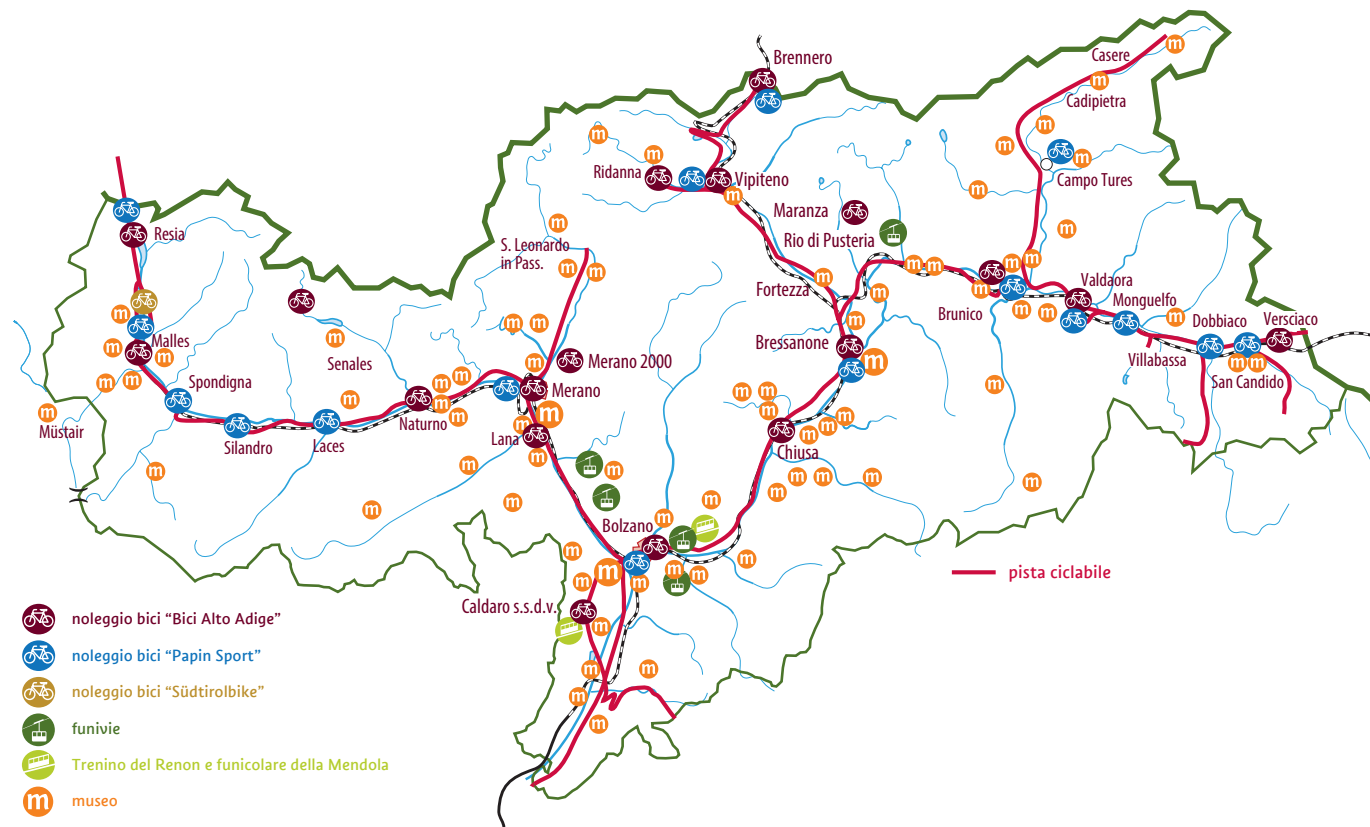 Brennero
Casere
Cadipietra
Ridanna
Vipiteno
Campo Tures
Maranza
Rio di Pusteria
Resia
S. Leonardo
in Pass.
Fortezza
Valdaora
Monguelfo
Brunico
Dobbiaco
Versciaco
Malles
Bressanone
Merano 2000
Senales
Villabassa
San Candido
Spondigna
Merano
Müstair
Naturno
Silandro
Laces
Lana
Chiusa
Bolzano
pista ciclabile
Caldaro s.s.d.v.
noleggio bici “Bici Alto Adige”
noleggio bici “Papin Sport”
noleggio bici “Südtirolbike”
funivie
Trenino del Renon e funicolare della Mendola
m museo